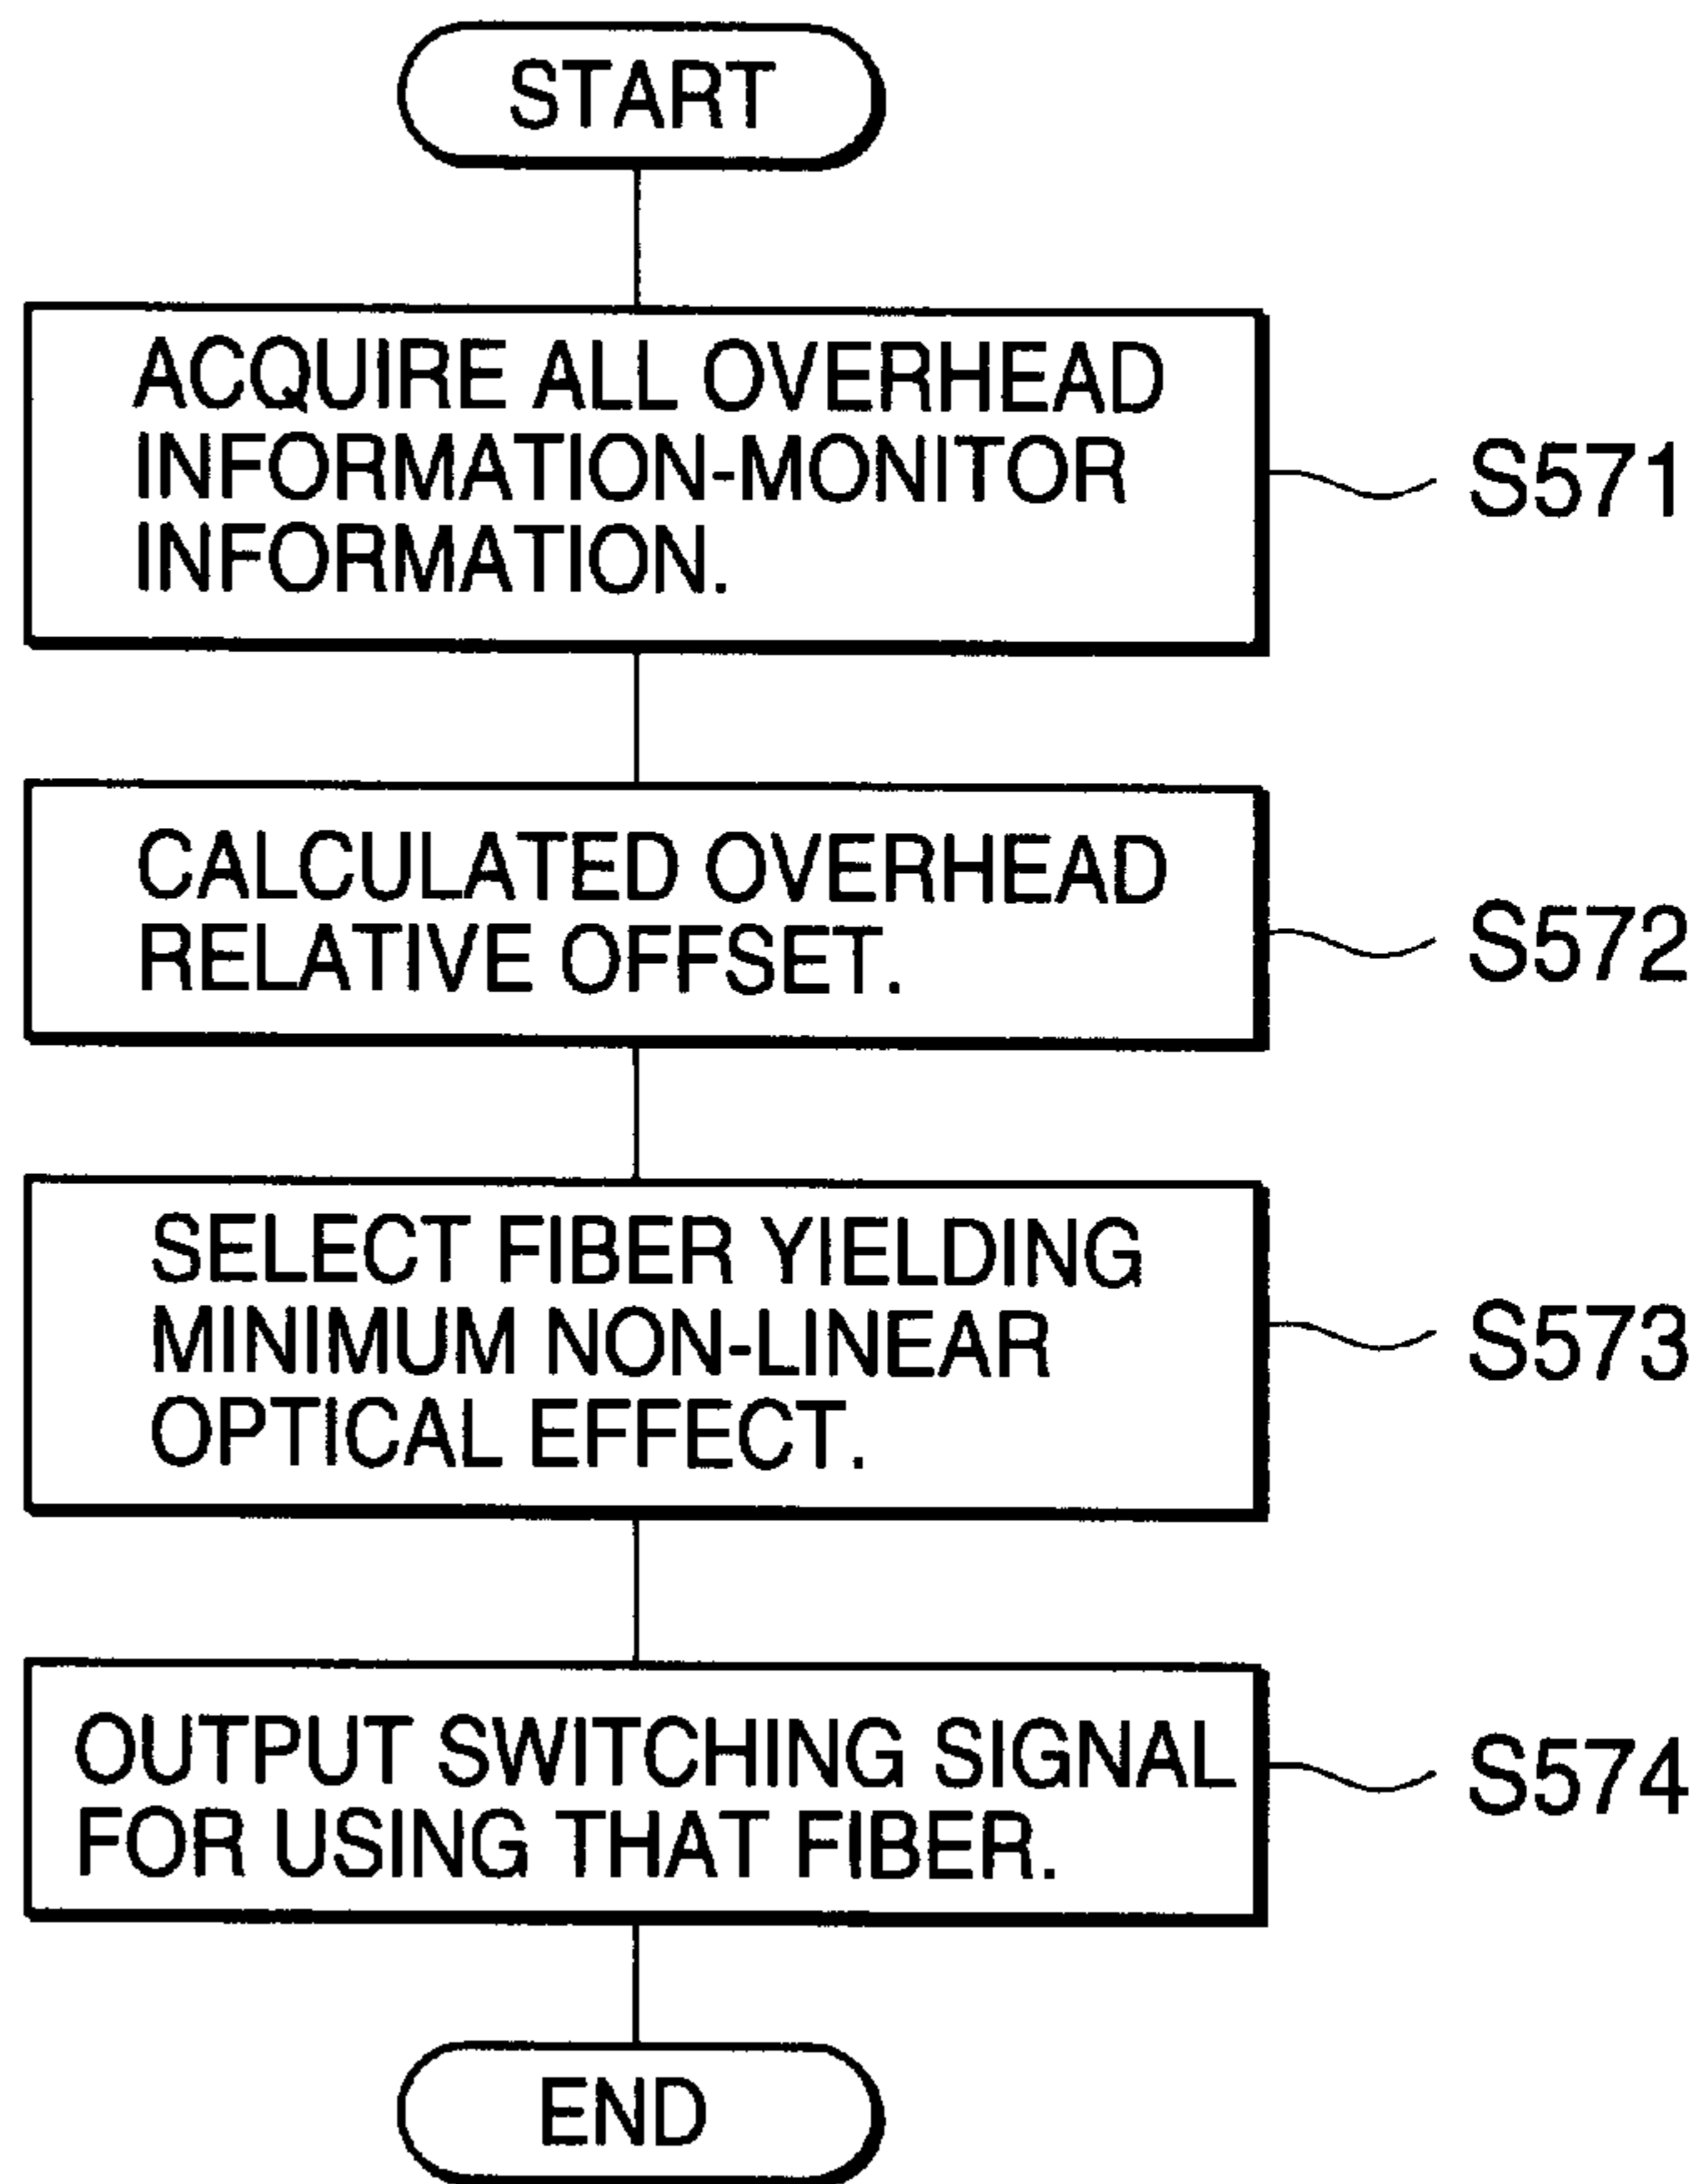 START
ACQUIRE ALL OVERHEAD
INFORMATION-MONITOR
INFORMATION.
S571
CALCULATED OVERHEAD
RELATIVE OFFSET.
S572
SELECT FIBER YIELDING
MINIMUM NON-LINEAR
OPTICAL EFFECT.
S573
OUTPUT SWITCHING SIGNAL
FOR USING THAT FIBER.
S574
END